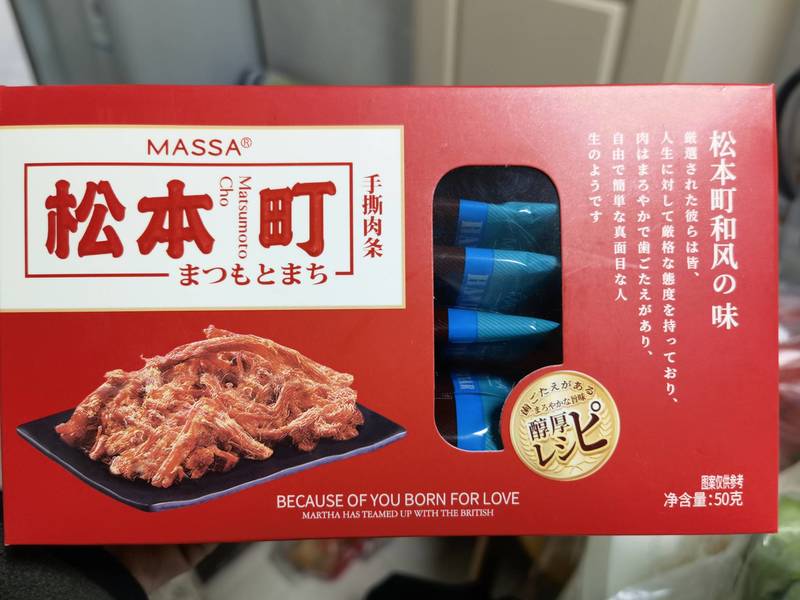 MASSA®
松本町
Matsumoto
Cho
まつもとまち
手撕肉条
松本町和风の味
厳選された彼らは皆、
人生に対して厳格な態度を持っており、
肉はまろやかで歯ごたえがあり、
自由で簡単な真面目な人
生のようです
歯ごたえがある
まろやかな旨味
醇厚
レシピ
BECAUSE OF YOU BORN FOR LOVE
MARTHA HAS TEAMED UP WITH THE BRITISH
图案仅供参考
净含量:50克